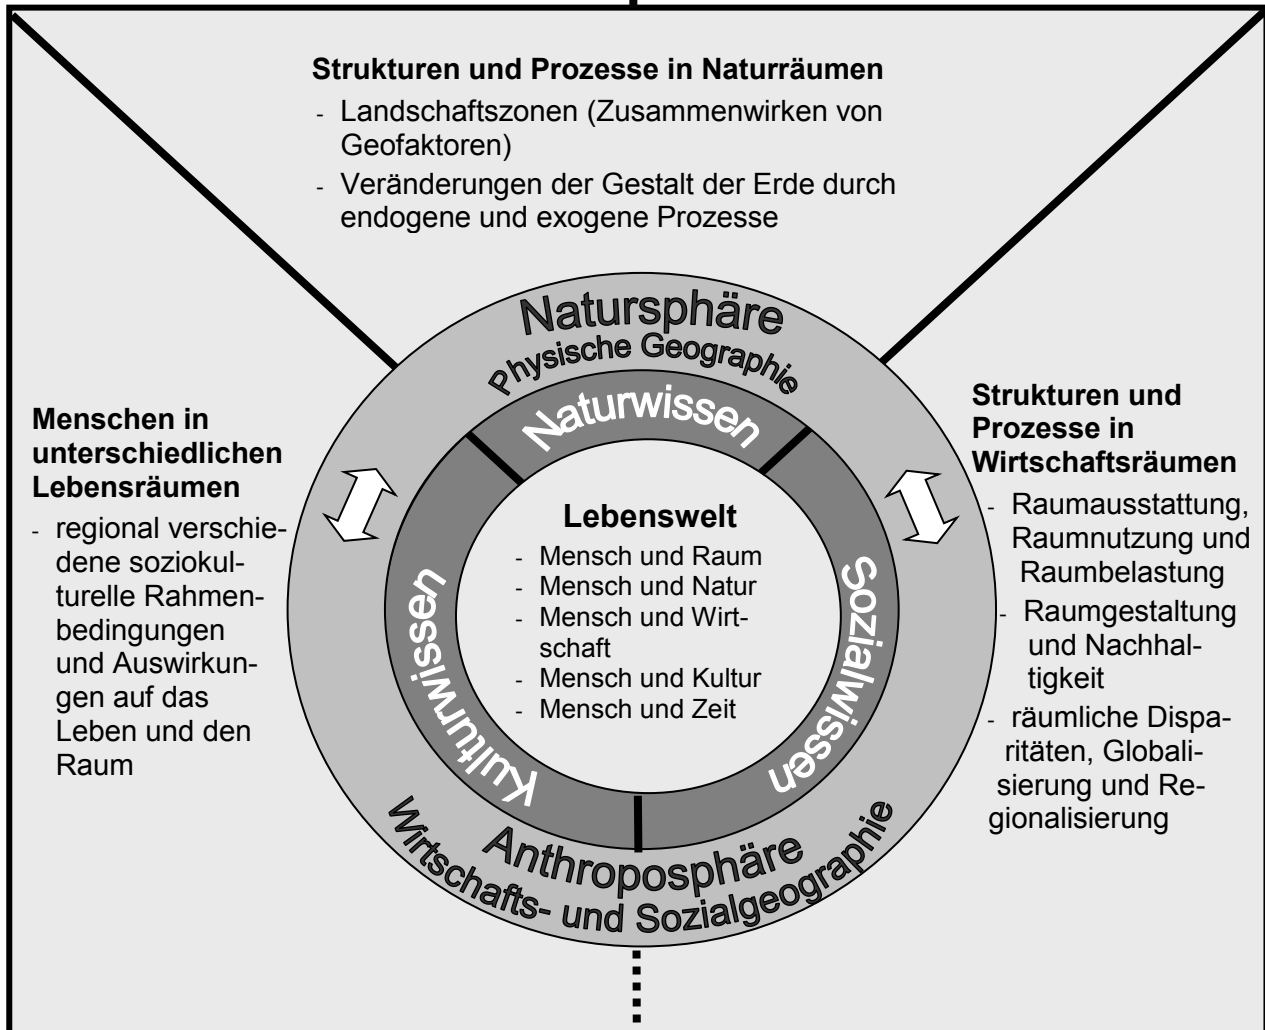 Strukturen und Prozesse in Naturräumen
- Landschaftszonen (Zusammenwirken von
Geofaktoren)
- Veränderungen der Gestalt der Erde durch
endogene und exogene Prozesse
Natursphäre
Physische Geographie
Naturwissen
Menschen in
unterschiedlichen
Lebensräumen
- regional verschie-
dene soziokul-
turelle Rahmen-
bedingungen
und Auswirkun-
gen auf das
Leben und den
Raum
Kulturwissen
Lebenswelt
- Mensch und Raum
- Mensch und Natur
- Mensch und Wirt-
schaft
- Mensch und Kultur
- Mensch und Zeit
Sozialwissen
Strukturen und
Prozesse in
Wirtschaftsräumen
- Raumausstattung,
Raumnutzung und
Raumbelastung
- Raumgestaltung
und Nachhal-
tigkeit
- räumliche Dispa-
ritäten, Globali-
sierung und Re-
gionalisierung
Anthroposphäre
Wirtschafts- und Sozialgeographie